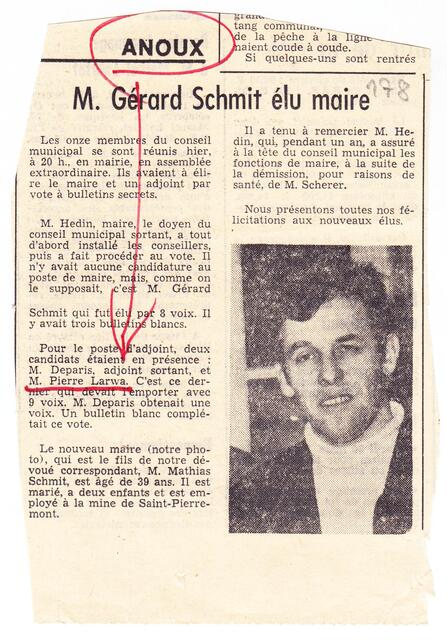 ANOUX
tang communal,
de la pêche à la ligne
naient coude à coude.
Si quelques-uns sont rentrés
178
M. Gérard Schmit élu maire
Les onze membres du conseil
municipal se sont réunis hier,
à 20 h., en mairie, en assemblée
extraordinaire. Ils avaient à éli-
re le maire et un adjoint par
vote à bulletins secrets.
M. Hedin, maire, le doyen du
conseil municipal sortant, a tout
d'abord installé les conseillers,
puis a fait procéder au vote. Il
n'y avait aucune candidature au
poste de maire, mais, comme on
le supposait, c'est M. Gérard
Schmit qui fut élu par 8 voix. Il
y avait trois bulletins blancs.
Pour le poste d'adjoint, deux
candidats étaient en présence :
M. Deparis, adjoint sortant, et
M. Pierre Larwa. C'est ce der-
nier qui devait l'emporter avec
9 voix. M. Deparis obtenait une
voix. Un bulletin blanc complé-
tait ce vote.
Le nouveau maire (notre pho-
to), qui est le fils de notre dé-
voué correspondant, M. Mathias
Schmit, est âgé de 39 ans. Il est
marié, a deux enfants et est em-
ployé à la mine de Saint-Pierre-
mont.
Il a tenu à remercier M. He-
din, qui, pendant un an, a assuré
à la tête du conseil municipal les
fonctions de maire, à la suite de
la démission, pour raisons de
santé, de M. Scherer.
Nous présentons toutes nos fé-
licitations aux nouveaux élus.